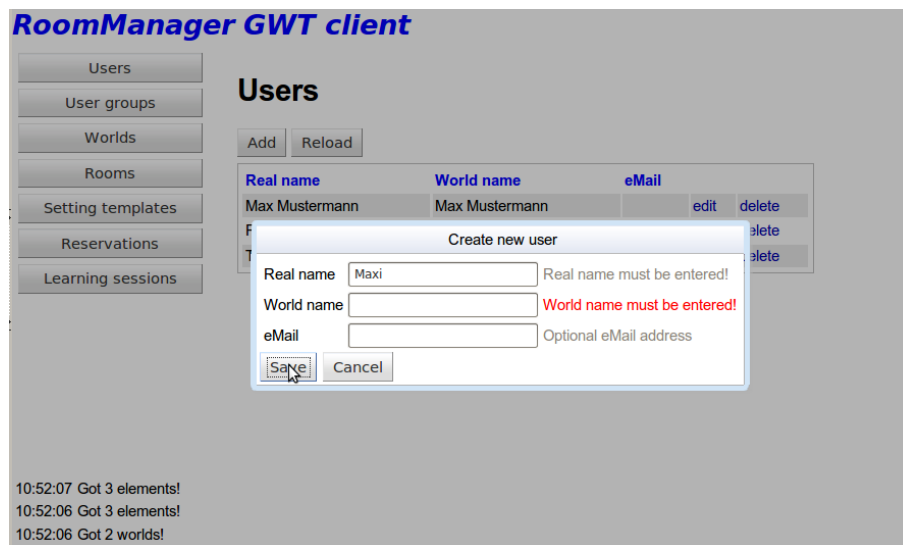 RoomManager GWT client
Users
User groups
Worlds
Rooms
Setting templates
Reservations
Learning sessions
Users
Add Reload
Real name World name eMail
Max Mustermann Max Mustermann edit delete
delete
delete
Create new user
Real name Maxi Real name must be entered!
World name World name must be entered!
eMail Optional eMail address
Save Cancel
10:52:07 Got 3 elements!
10:52:06 Got 3 elements!
10:52:06 Got 2 worlds!